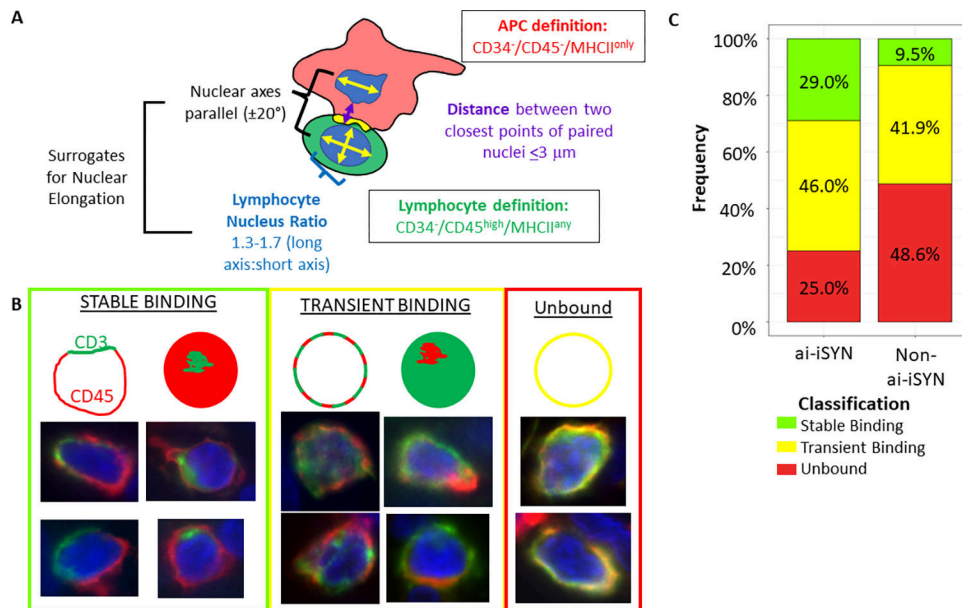 A
APC definition:
CD34⁻/CD45⁻/MHCIIᵒⁿˡʸ
Nuclear axes
parallel (±20°)
Distance between two
closest points of paired
nuclei ≤3 μm
Surrogates
for Nuclear
Elongation
Lymphocyte
Nucleus Ratio
1.3-1.7 (long
axis:short axis)
Lymphocyte definition:
CD34⁻/CD45ʰⁱᵍʰ/MHCIIᵃⁿʸ
B
STABLE BINDING
TRANSIENT BINDING
Unbound
CD3
CD45
C
100%
80%
60%
40%
20%
0%
Frequency
29.0%
46.0%
25.0%
9.5%
41.9%
48.6%
ai-iSYN
Non-
ai-iSYN
Classification
Stable Binding
Transient Binding
Unbound